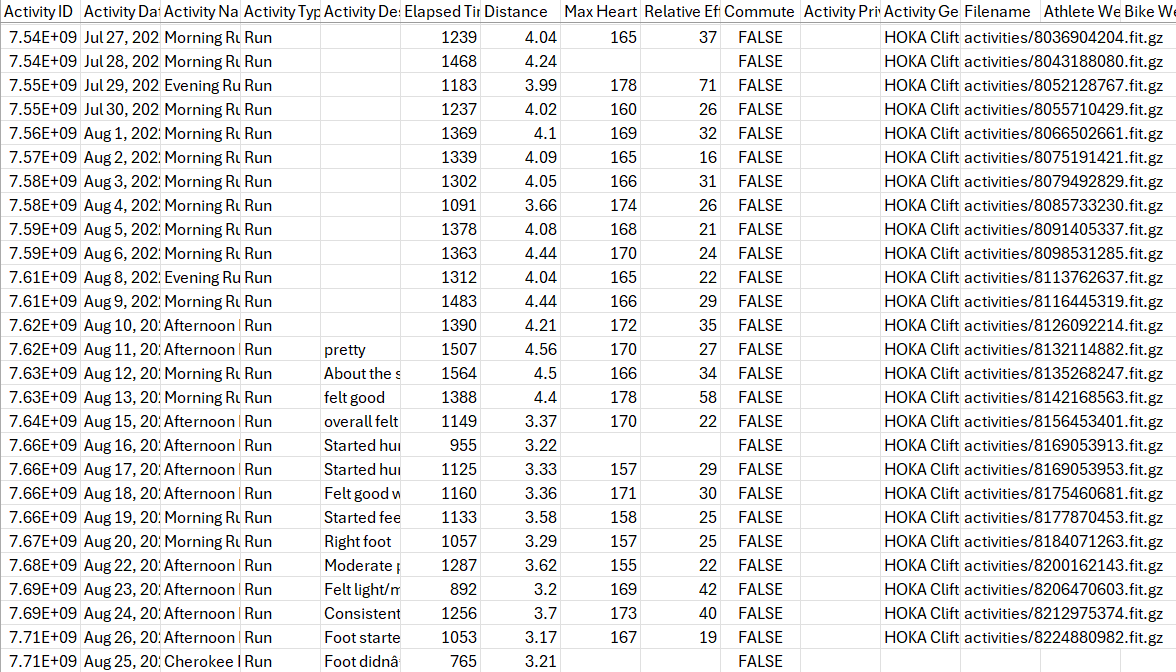 Activity ID Activity Dat Activity Na Activity Typ Activity Des Elapsed Tir Distance Max Heart Relative Ef Commute Activity Priv Activity Ge Filename Athlete We Bike We
7.54E+09 Jul 27, 202 Morning Ru Run 1239 4.04 165 37 FALSE HOKA Clift activities/8036904204.fit.gz
7.54E+09 Jul 28, 202 Morning Ru Run 1468 4.24 FALSE HOKA Clift activities/8043188080.fit.gz
7.55E+09 Jul 29, 202 Evening Ru Run 1183 3.99 178 71 FALSE HOKA Clift activities/8052128767.fit.gz
7.55E+09 Jul 30, 202 Morning Ru Run 1237 4.02 160 26 FALSE HOKA Clift activities/8055710429.fit.gz
7.56E+09 Aug 1, 202 Morning Ru Run 1369 4.1 169 32 FALSE HOKA Clift activities/8066502661.fit.gz
7.57E+09 Aug 2, 202 Morning Ru Run 1339 4.09 165 16 FALSE HOKA Clift activities/8075191421.fit.gz
7.58E+09 Aug 3, 202 Morning Ru Run 1302 4.05 166 31 FALSE HOKA Clift activities/8079492829.fit.gz
7.58E+09 Aug 4, 202 Morning Ru Run 1091 3.66 174 26 FALSE HOKA Clift activities/8085733230.fit.gz
7.59E+09 Aug 5, 202 Morning Ru Run 1378 4.08 168 21 FALSE HOKA Clift activities/8091405337.fit.gz
7.59E+09 Aug 6, 202 Morning Ru Run 1363 4.44 170 24 FALSE HOKA Clift activities/8098531285.fit.gz
7.61E+09 Aug 8, 202 Evening Ru Run 1312 4.04 165 22 FALSE HOKA Clift activities/8113762637.fit.gz
7.61E+09 Aug 9, 202 Morning Ru Run 1483 4.44 166 29 FALSE HOKA Clift activities/8116445319.fit.gz
7.62E+09 Aug 10, 20 Afternoon Run 1390 4.21 172 35 FALSE HOKA Clift activities/8126092214.fit.gz
7.62E+09 Aug 11, 20 Afternoon Run pretty 1507 4.56 170 27 FALSE HOKA Clift activities/8132114882.fit.gz
7.63E+09 Aug 12, 20 Morning Ru Run About the s 1564 4.5 166 34 FALSE HOKA Clift activities/8135268247.fit.gz
7.63E+09 Aug 13, 20 Morning Ru Run felt good 1388 4.4 178 58 FALSE HOKA Clift activities/8142168563.fit.gz
7.64E+09 Aug 15, 20 Afternoon Run overall felt 1149 3.37 170 22 FALSE HOKA Clift activities/8156453401.fit.gz
7.66E+09 Aug 16, 20 Afternoon Run Started hur 955 3.22 FALSE HOKA Clift activities/8169053913.fit.gz
7.66E+09 Aug 17, 20 Afternoon Run Started hur 1125 3.33 157 29 FALSE HOKA Clift activities/8169053953.fit.gz
7.66E+09 Aug 18, 20 Afternoon Run Felt good w 1160 3.36 171 30 FALSE HOKA Clift activities/8175460681.fit.gz
7.66E+09 Aug 19, 20 Morning Ru Run Started fee 1133 3.58 158 25 FALSE HOKA Clift activities/8177870453.fit.gz
7.67E+09 Aug 20, 20 Morning Ru Run Right foot 1057 3.29 157 25 FALSE HOKA Clift activities/8184071263.fit.gz
7.68E+09 Aug 22, 20 Afternoon Run Moderate p 1287 3.62 155 22 FALSE HOKA Clift activities/8200162143.fit.gz
7.69E+09 Aug 23, 20 Afternoon Run Felt light/m 892 3.2 169 42 FALSE HOKA Clift activities/8206470603.fit.gz
7.69E+09 Aug 24, 20 Afternoon Run Consistent 1256 3.7 173 40 FALSE HOKA Clift activities/8212975374.fit.gz
7.71E+09 Aug 26, 20 Afternoon Run Foot starte 1053 3.17 167 19 FALSE HOKA Clift activities/8224880982.fit.gz
7.71E+09 Aug 25, 20 Cherokee Run Foot didnâ 765 3.21 FALSE